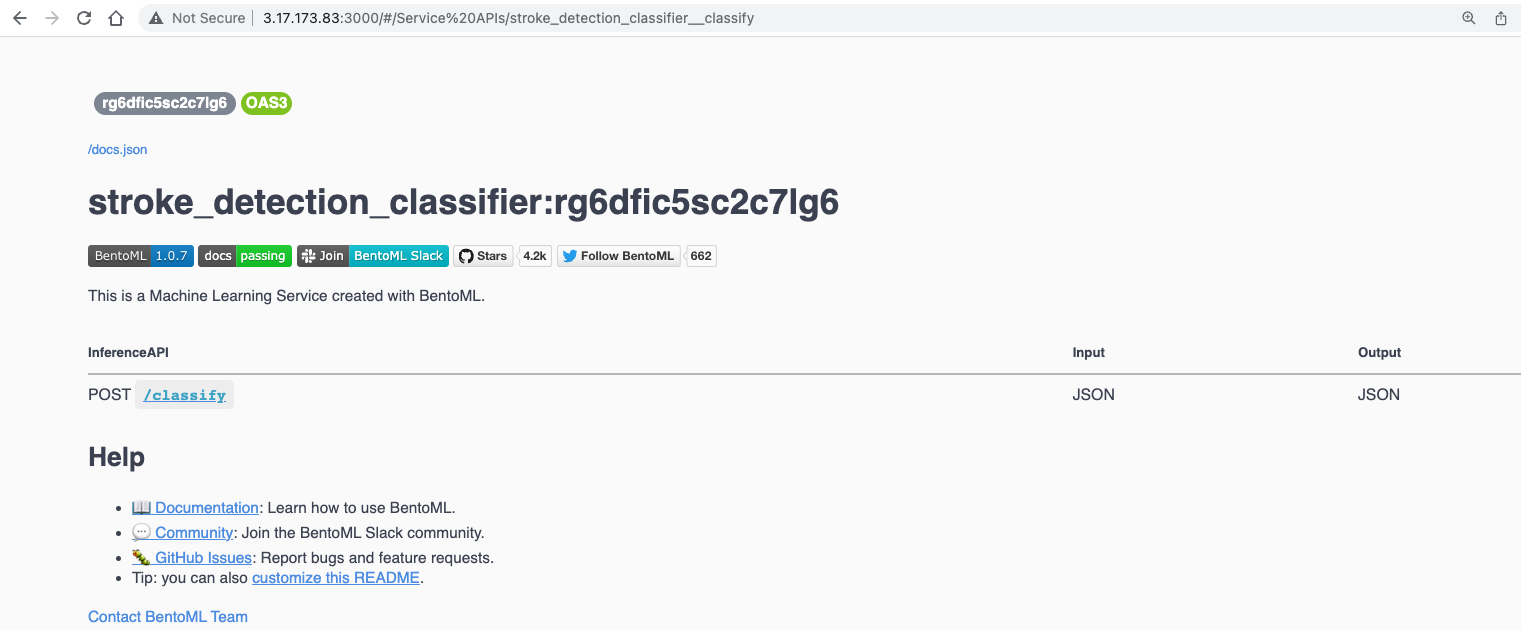 Not Secure 3.17.173.83:3000/#/Service%20APIs/stroke_detection_classifier__classify
rg6dfic5sc2c7lg6 OAS3
/docs.json
stroke_detection_classifier:rg6dfic5sc2c7lg6
BentoML 1.0.7 docs passing Join BentoML Slack Stars 4.2k Follow BentoML 662
This is a Machine Learning Service created with BentoML.
InferenceAPI Input Output
POST /classify JSON JSON
Help
• 📖 Documentation: Learn how to use BentoML.
• 💬 Community: Join the BentoML Slack community.
• 🐛 GitHub Issues: Report bugs and feature requests.
• Tip: you can also customize this README.
Contact BentoML Team